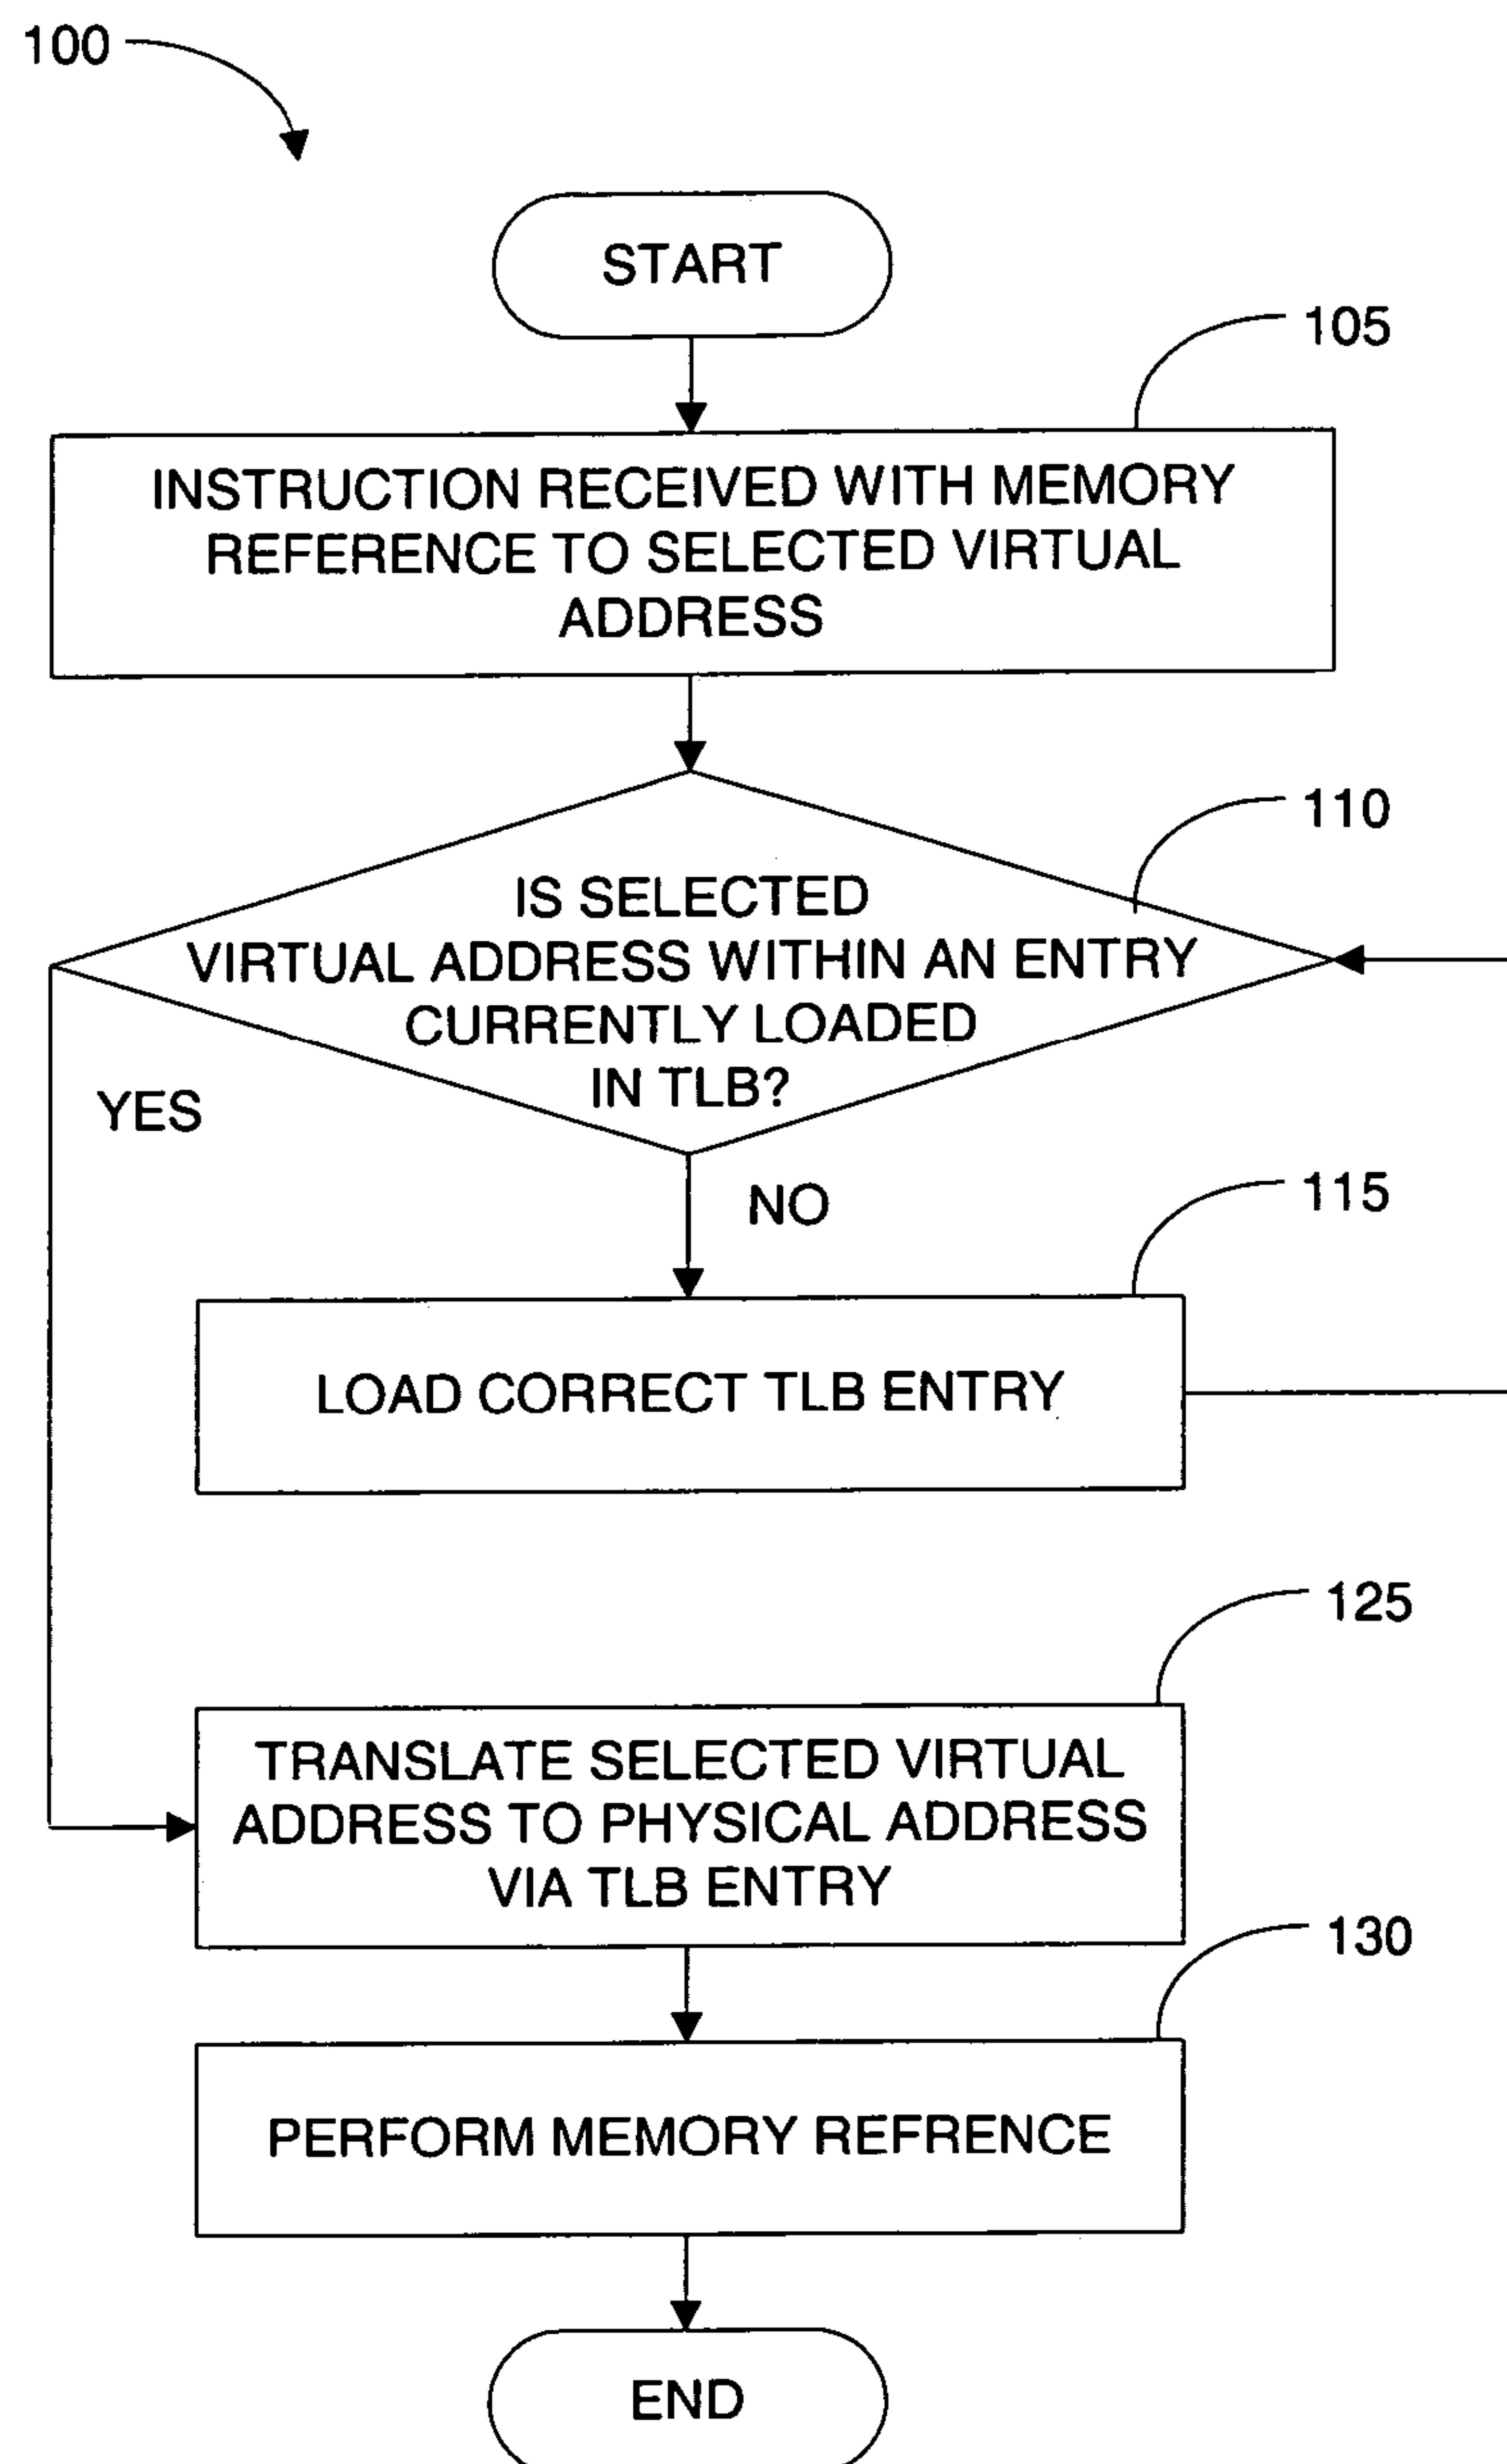 100
START
105
INSTRUCTION RECEIVED WITH MEMORY
REFERENCE TO SELECTED VIRTUAL
ADDRESS
110
IS SELECTED
VIRTUAL ADDRESS WITHIN AN ENTRY
CURRENTLY LOADED
IN TLB?
YES
NO
115
LOAD CORRECT TLB ENTRY
125
TRANSLATE SELECTED VIRTUAL
ADDRESS TO PHYSICAL ADDRESS
VIA TLB ENTRY
130
PERFORM MEMORY REFRENCE
END